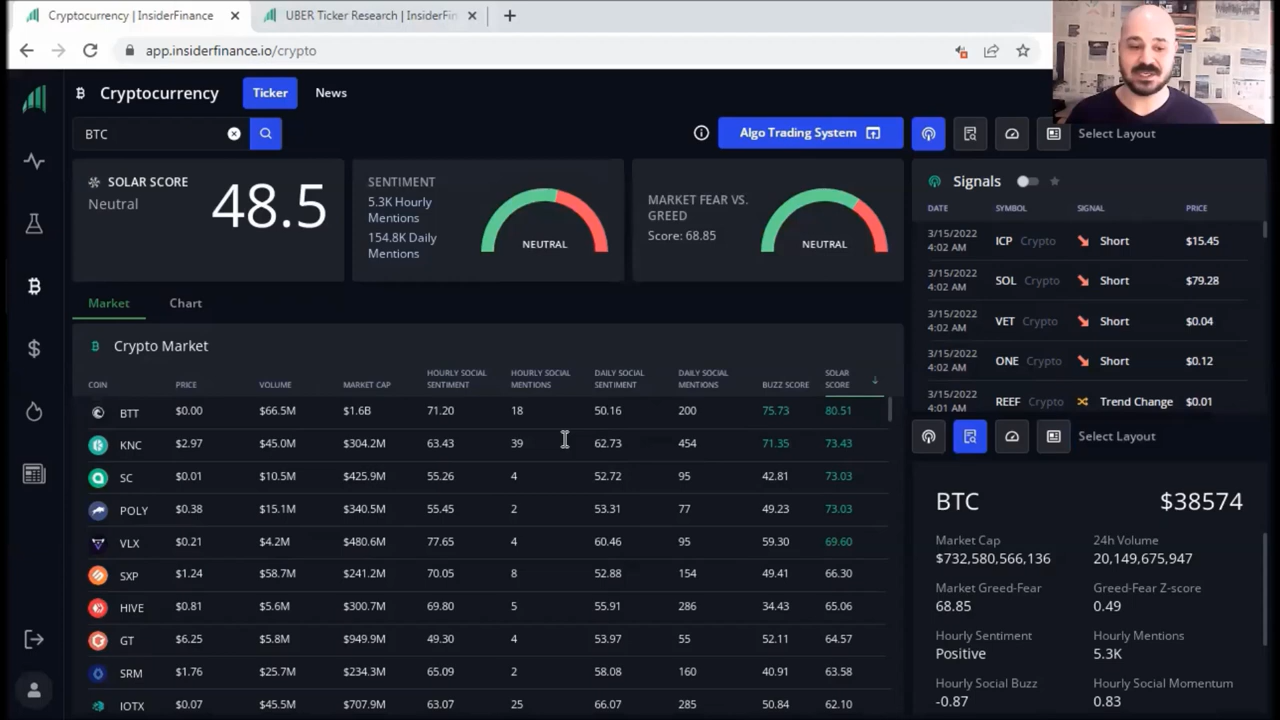 Cryptocurrency | InsiderFinance
UBER Ticker Research | InsiderFin
app.insiderfinance.io/crypto
Cryptocurrency
Ticker
News
BTC
Algo Trading System
Select Layout
SOLAR SCORE
Neutral
48.5
SENTIMENT
5.3K Hourly
Mentions
154.8K Daily
Mentions
NEUTRAL
MARKET FEAR VS.
GREED
Score: 68.85
NEUTRAL
Signals
DATE SYMBOL SIGNAL PRICE
3/15/2022
4:02 AM
ICP Crypto Short $15.45
3/15/2022
4:02 AM
SOL Crypto Short $79.28
3/15/2022
4:02 AM
VET Crypto Short $0.04
3/15/2022
4:02 AM
ONE Crypto Short $0.12
3/15/2022
4:01 AM
REEF Crypto Trend Change $0.01
Market
Chart
Crypto Market
COIN PRICE VOLUME MARKET CAP HOURLY SOCIAL SENTIMENT HOURLY SOCIAL MENTIONS DAILY SOCIAL SENTIMENT DAILY SOCIAL MENTIONS BUZZ SCORE SOLAR SCORE
BTT $0.00 $66.5M $1.6B 71.20 18 50.16 200 75.73 80.51
KNC $2.97 $45.0M $304.2M 63.43 39 62.73 454 71.35 73.43
SC $0.01 $10.5M $425.9M 55.26 4 52.72 95 42.81 73.03
POLY $0.38 $15.1M $340.5M 55.45 2 53.31 77 49.23 73.03
VLX $0.21 $4.2M $480.6M 77.65 4 60.46 95 59.30 69.60
SXP $1.24 $58.7M $241.2M 70.05 8 52.88 154 49.41 66.30
HIVE $0.81 $5.6M $300.7M 69.80 5 55.91 286 34.43 65.06
GT $6.25 $5.8M $949.9M 49.30 4 53.97 55 52.11 64.57
SRM $1.76 $25.7M $234.3M 65.09 2 58.08 160 40.91 63.58
IOTX $0.07 $45.5M $707.9M 63.07 25 66.07 285 50.84 62.10
Select Layout
BTC $38574
Market Cap 24h Volume
$732,580,566,136 20,149,675,947
Market Greed-Fear Greed-Fear Z-score
68.85 0.49
Hourly Sentiment Hourly Mentions
Positive 5.3K
Hourly Social Buzz Hourly Social Momentum
-0.87 0.83